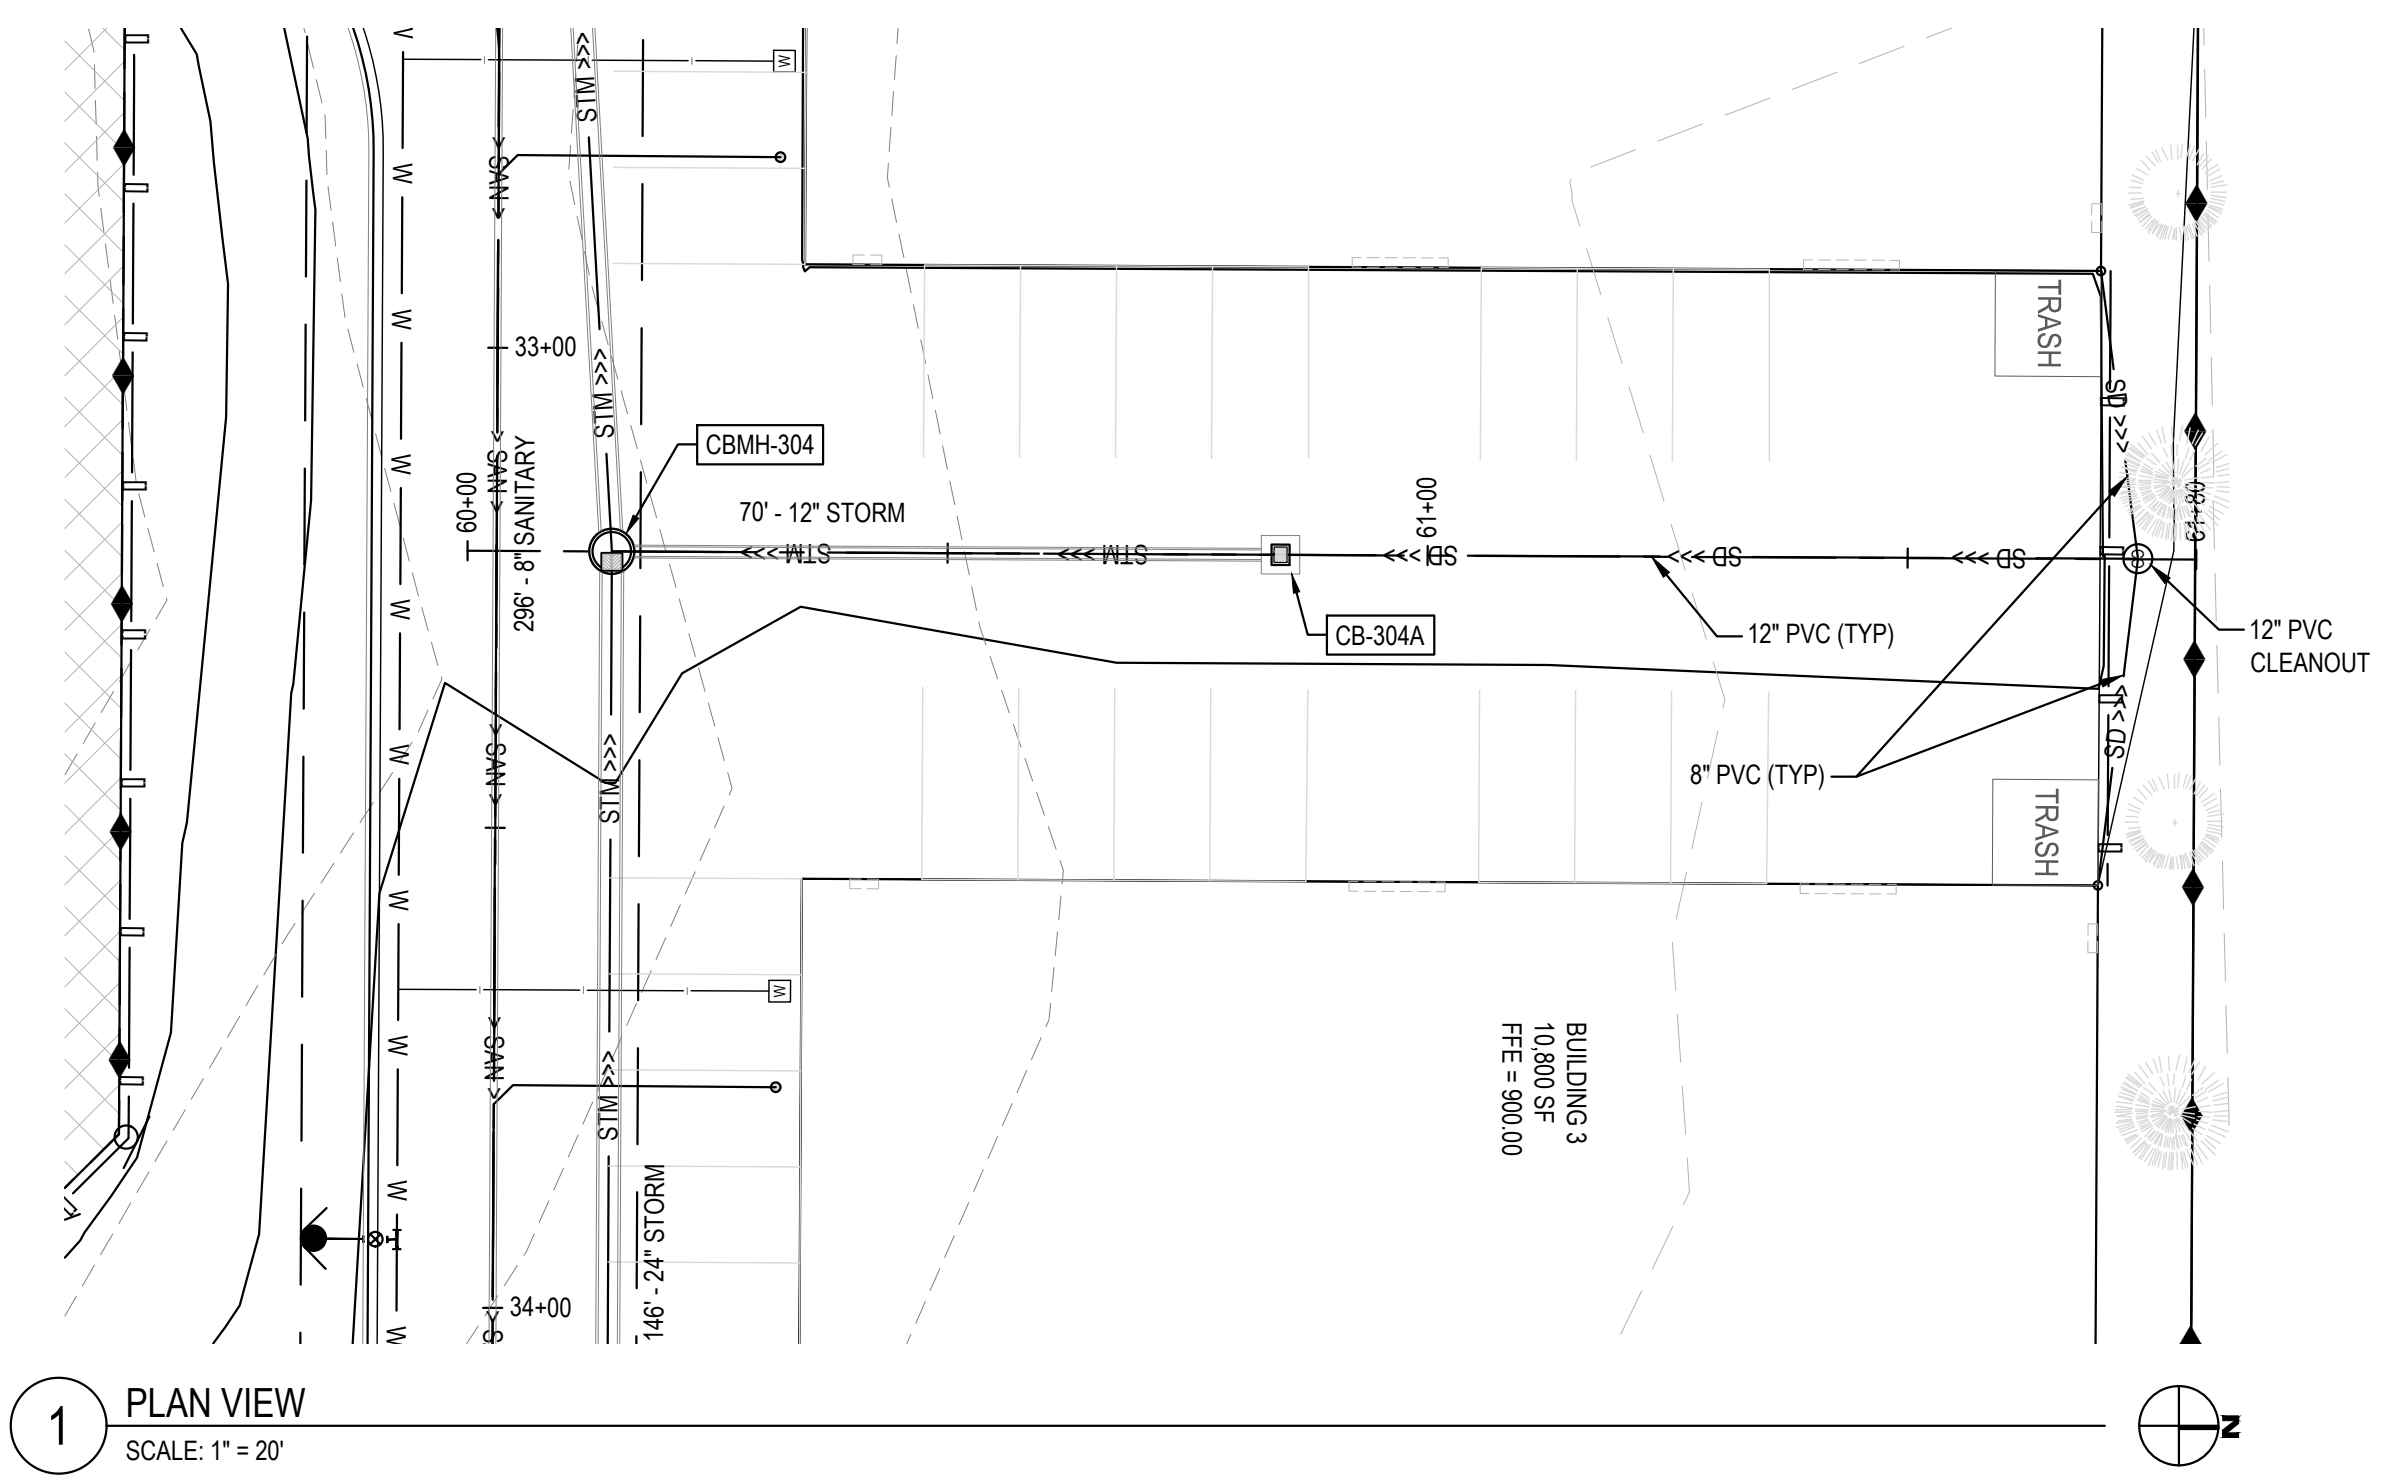 W
W
STM
SAN
W
W
33+00
TRASH
SD
STM
CBMH-304
SAN
W
60+00
296' - 8" SANITARY
70' - 12" STORM
61+00
61+80
STM
STM
SD
SD
SD
W
CB-304A
12" PVC (TYP)
12" PVC
CLEANOUT
SD
SAN
W
STM
8" PVC (TYP)
TRASH
W
W
SAN
W
STM
BUILDING 3
10,800 SF
FFE = 900.00
W
146' - 24" STORM
34+00
W
S
1
PLAN VIEW
SCALE: 1" = 20'
N